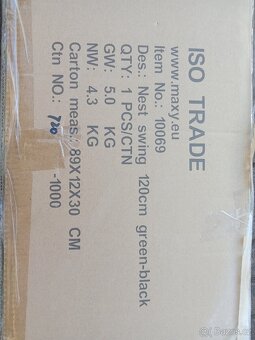 ISO TRADE
www.maxy.eu
Item No.: 10069
Des.: Nest swing 120cm green-black
QTY: 1 PCS/CTN
GW: 5.0 KG
NW: 4.3 KG
Carton meas.: 89X12X30 CM
Ctn NO.: 780 -1000